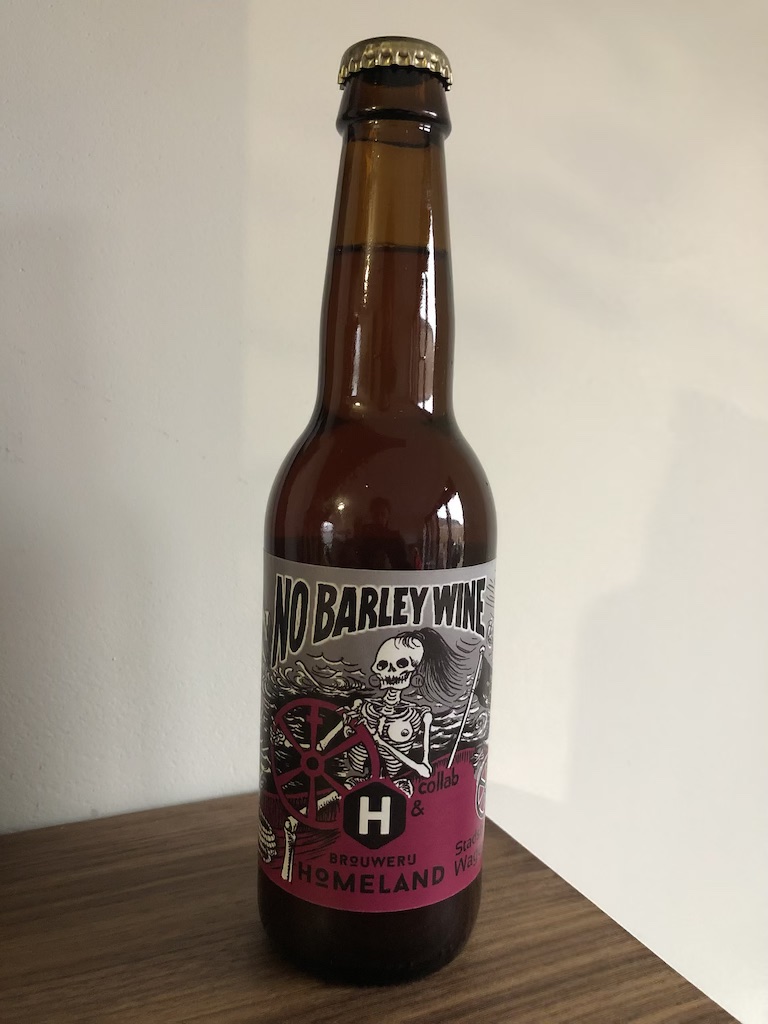 NO BARLEY WINE
collab
&
H
BROUWERIJ
HOMELAND